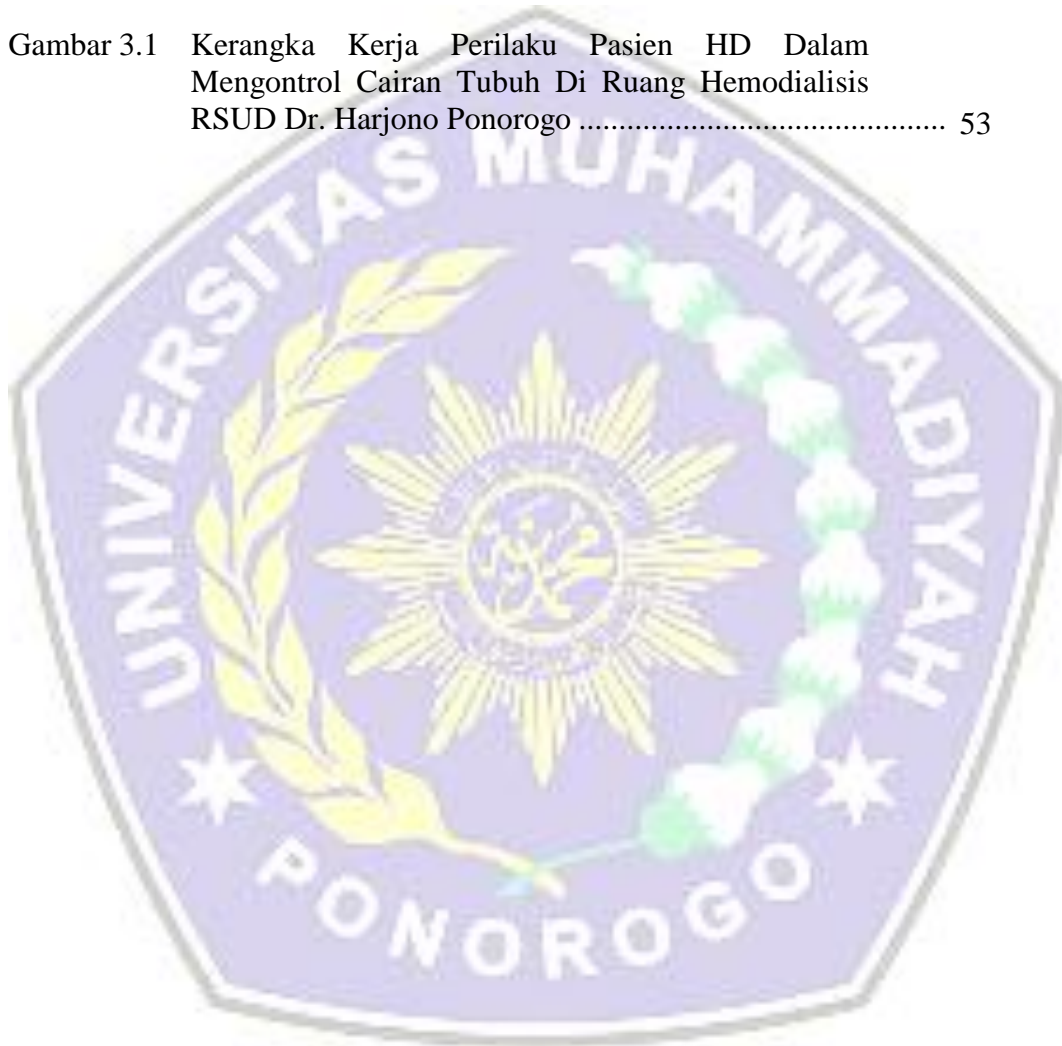 Gambar 3.1 Kerangka Kerja Perilaku Pasien HD Dalam
Mengontrol Cairan Tubuh Di Ruang Hemodialisis
RSUD Dr. Harjono Ponorogo ............................................... 53
UNIVERSITAS MUHAMMADIYAH
PONOROGO